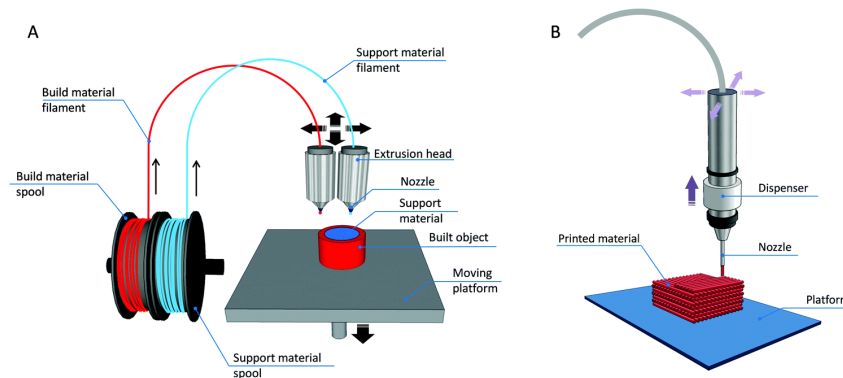 A
B
Support material
filament
Build material
filament
Extrusion head
Build material
spool
Nozzle
Support
material
Dispenser
Built object
Nozzle
Printed material
Moving
platform
Platform
Support material
spool